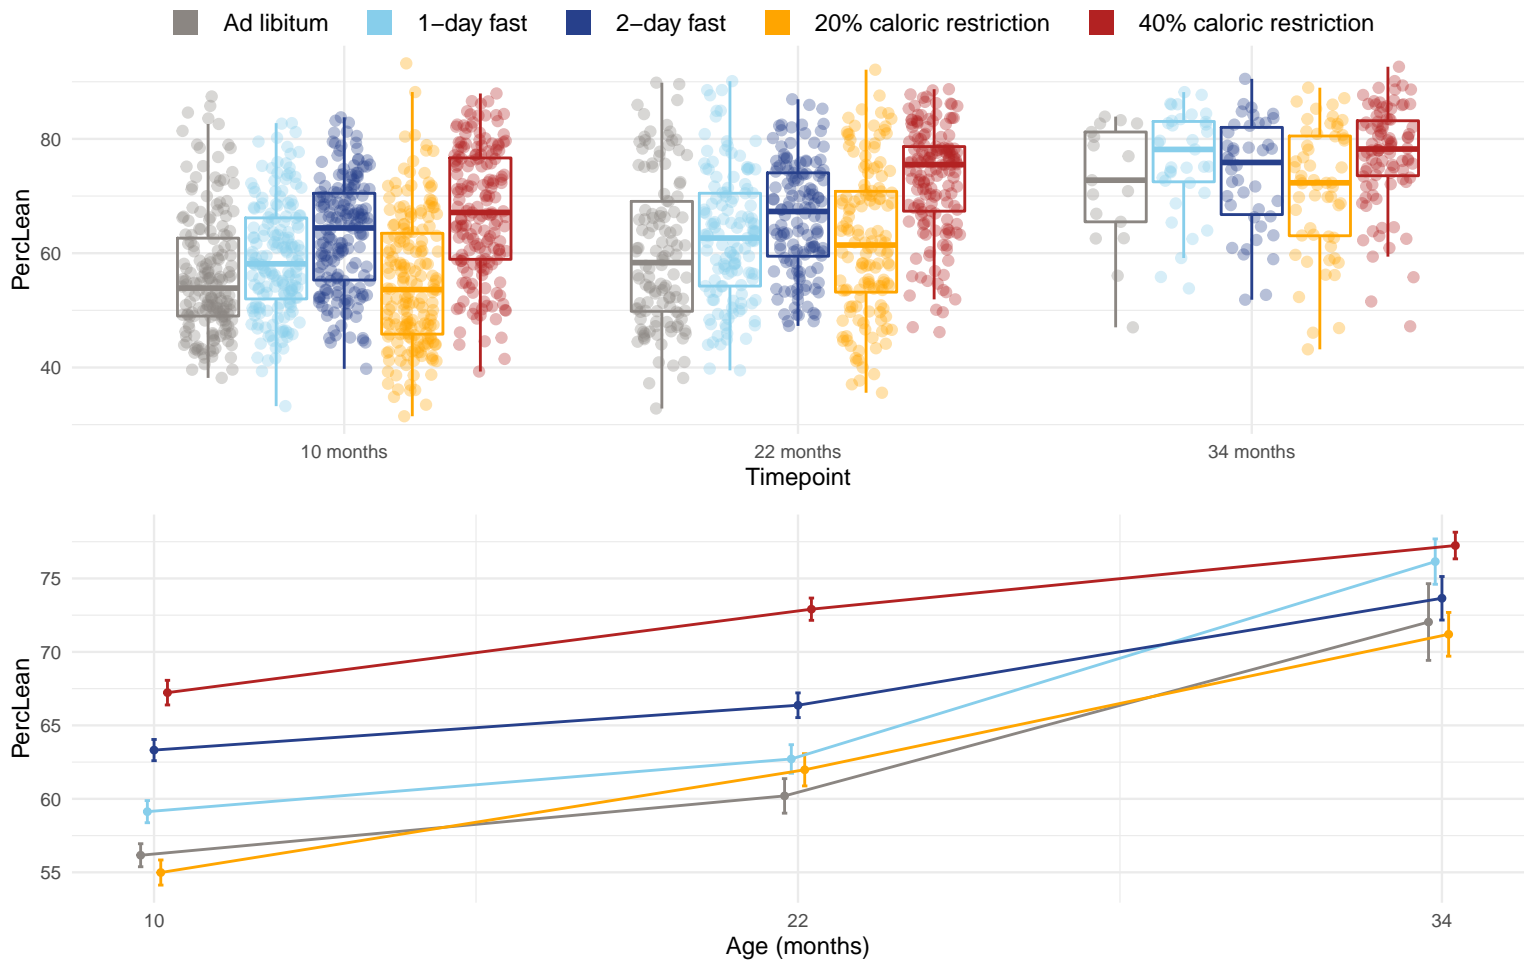 Ad libitum 1−day fast 2−day fast 20% caloric restriction 40% caloric restriction
PercLean
80
60
40
10 months 22 months 34 months
Timepoint
PercLean
75
70
65
60
55
10 22 34
Age (months)